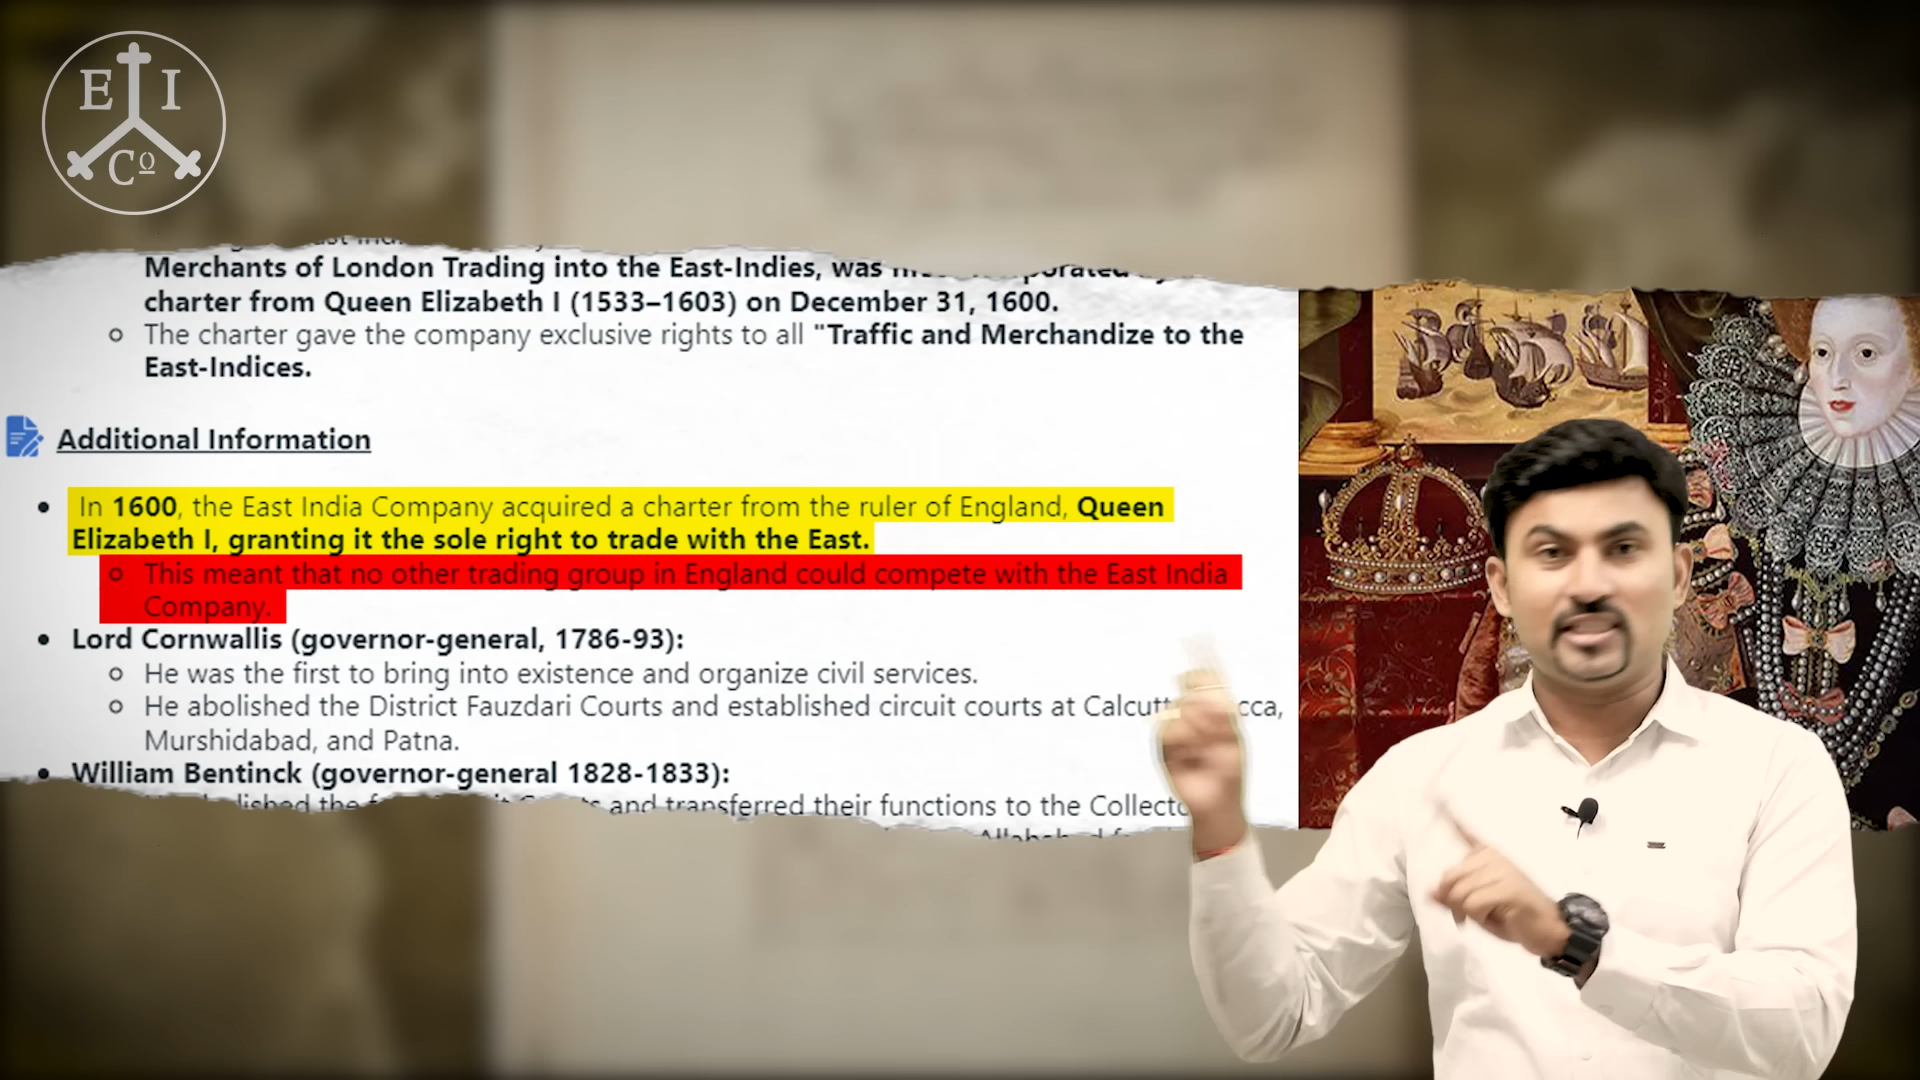 E I
Co
Merchants of London Trading into the East-Indies, was
charter from Queen Elizabeth I (1533–1603) on December 31, 1600.
The charter gave the company exclusive rights to all "Traffic and Merchandize to the
East-Indices.
Additional Information
In 1600, the East India Company acquired a charter from the ruler of England, Queen
Elizabeth I, granting it the sole right to trade with the East.
This meant that no other trading group in England could compete with the East India
Company.
Lord Cornwallis (governor-general, 1786-93):
He was the first to bring into existence and organize civil services.
He abolished the District Fauzdari Courts and established circuit courts at
Murshidabad, and Patna.
William Bentinck (governor-general 1828-1833):
the and transferred their functions to the